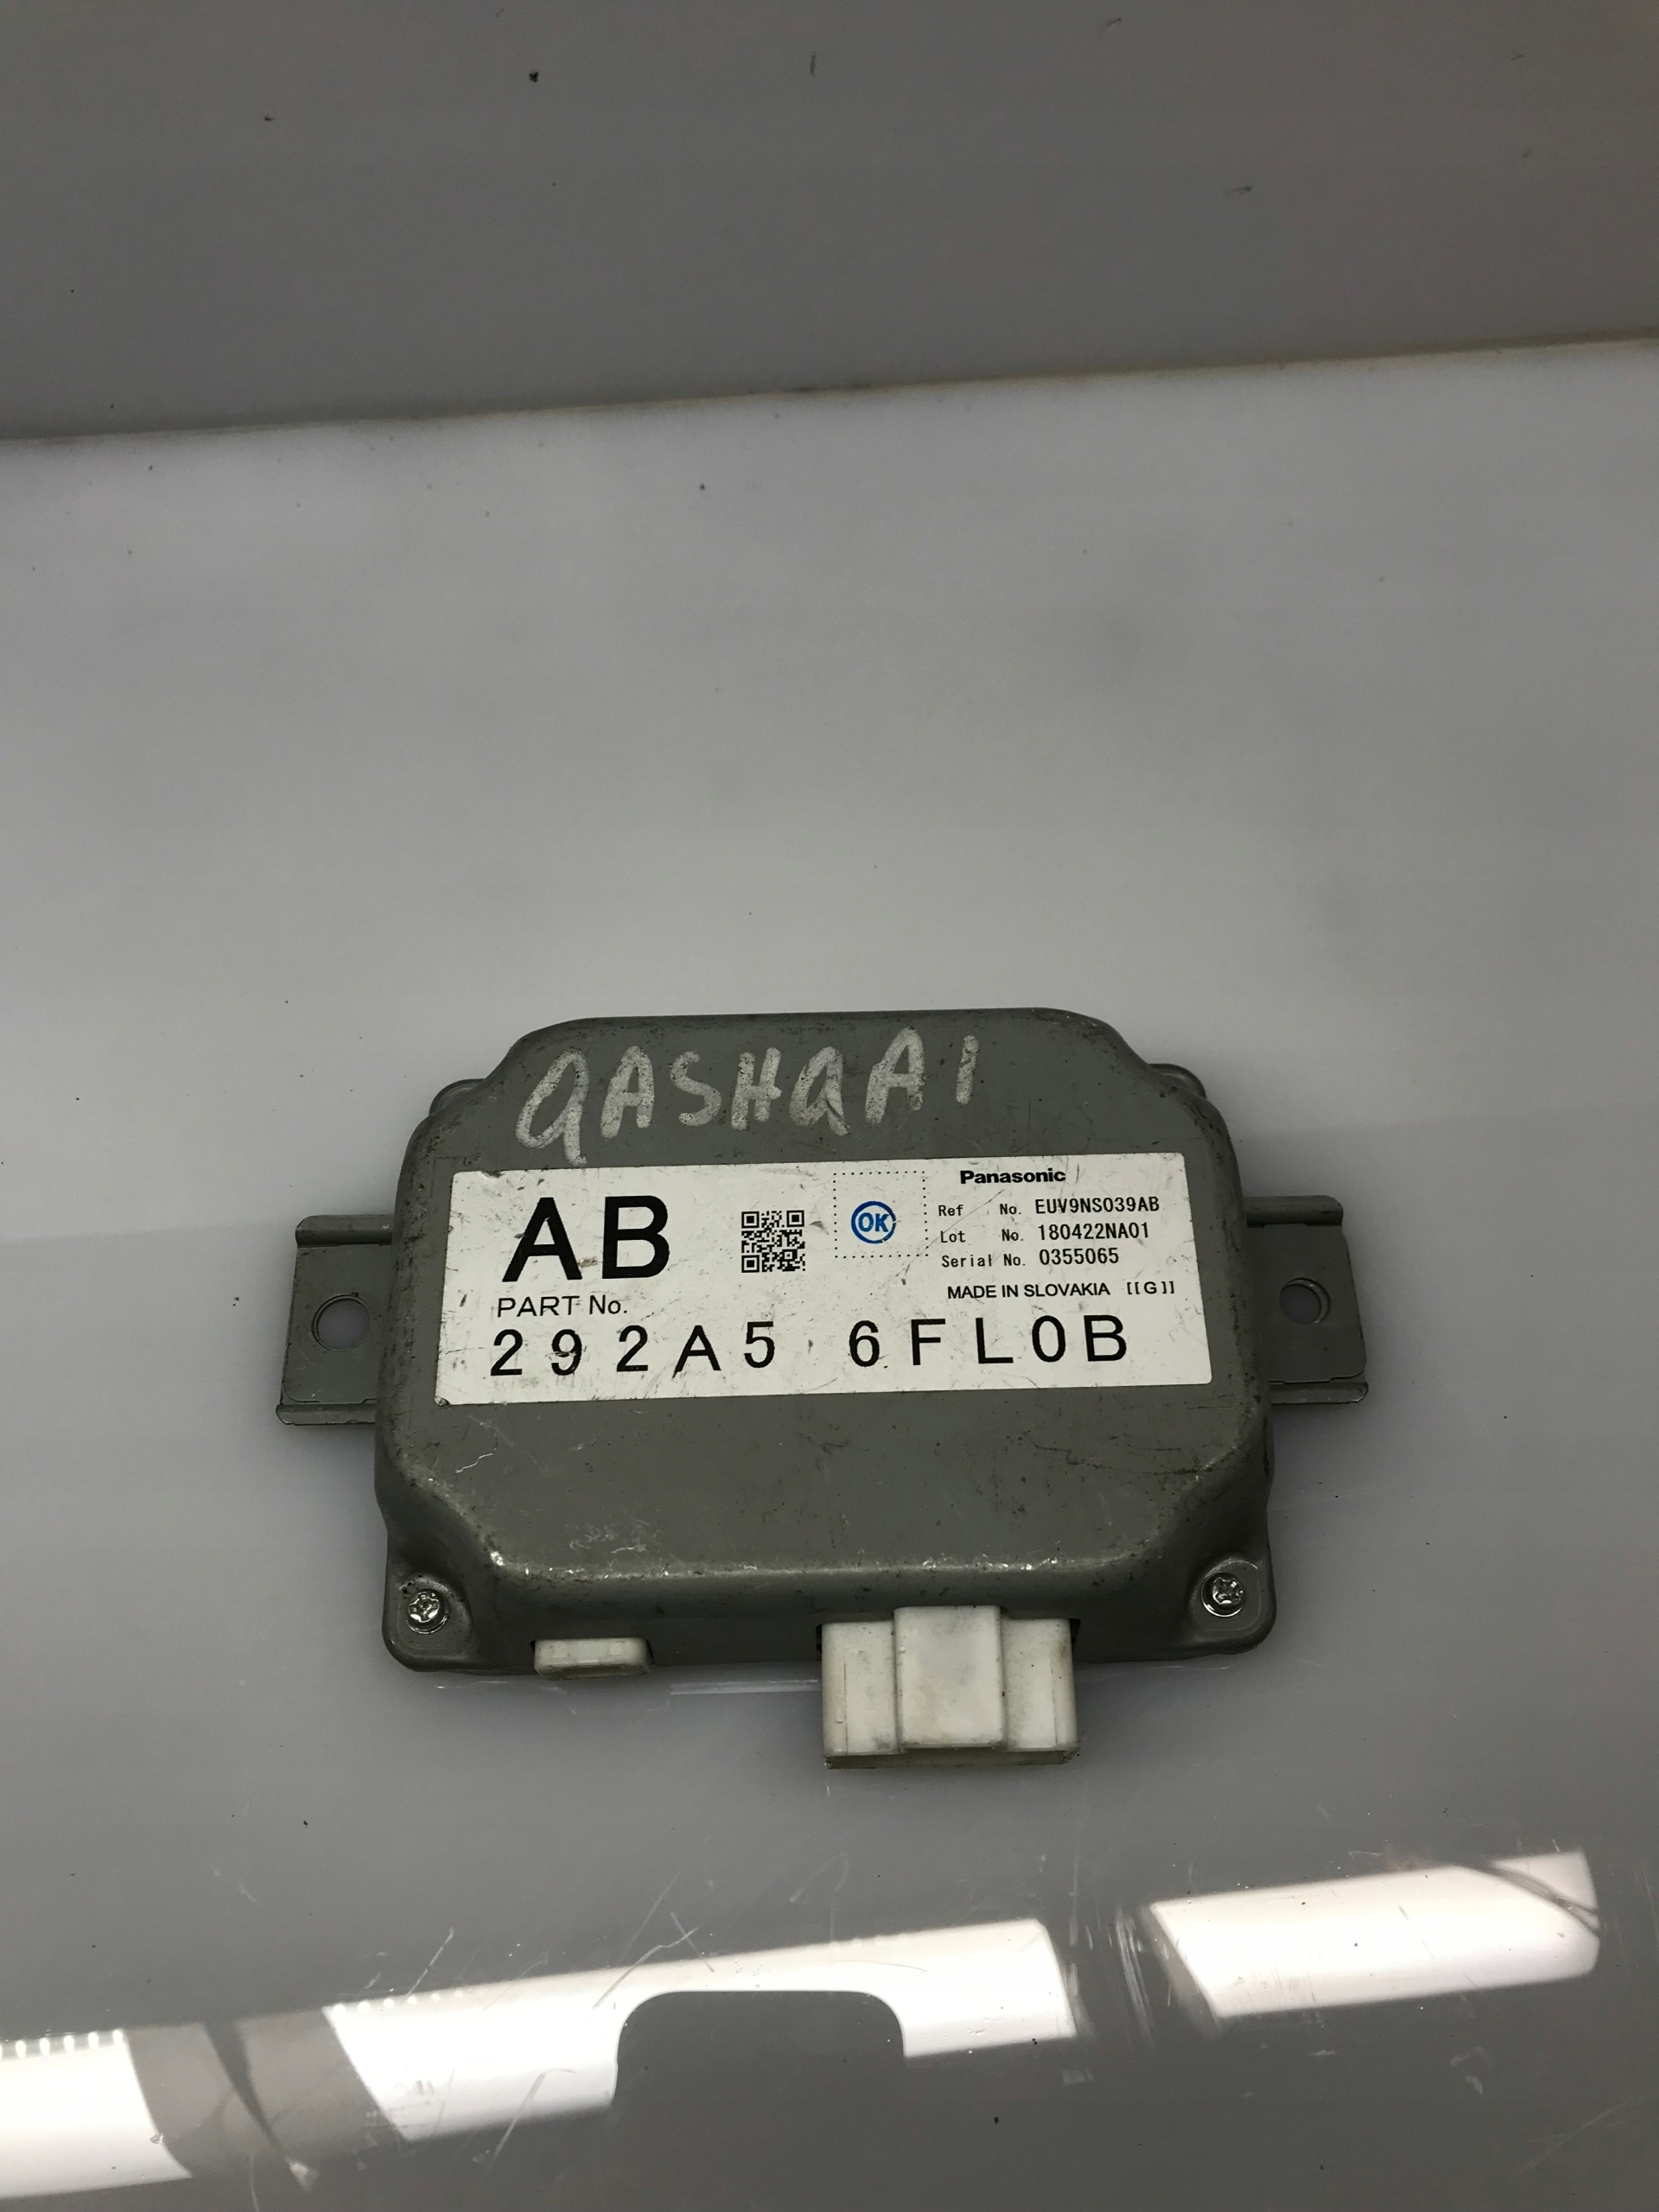 QASHQAI
AB
OK
Panasonic
Ref No. EUV9NS039AB
Lot No. 180422NA01
Serial No. 0355065
MADE IN SLOVAKIA [[G]]
PART No.
292A5 6FL0B